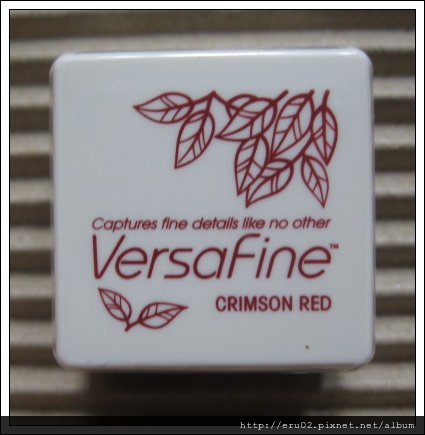 Captures fine details like no other
VersaFine™
CRIMSON RED
http://eru02.pixnet.net/album